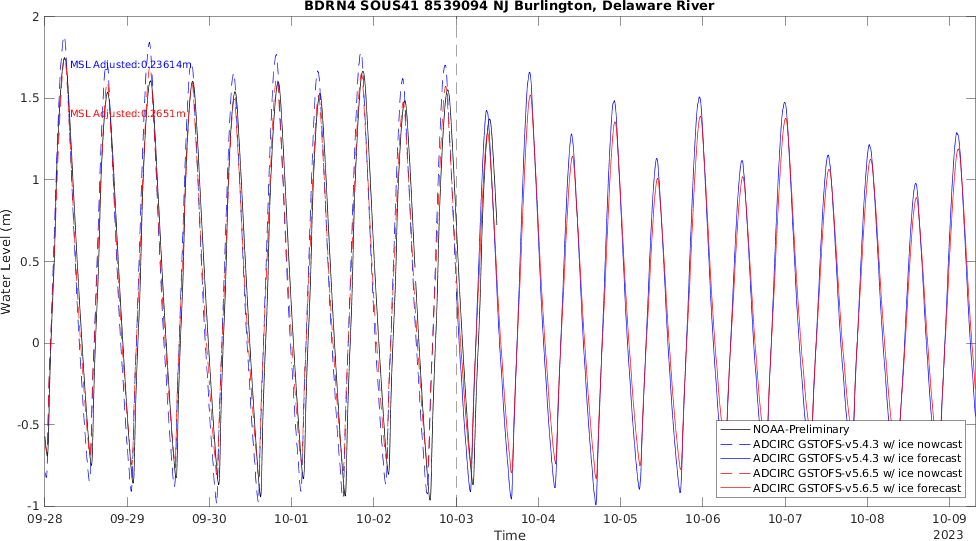 BDRN4 SOUS41 8539094 NJ Burlington, Delaware River
2
1.5
1
0.5
0
-0.5
-1
Water Level (m)
MSL Adjusted:0.23614m
MSL Adjusted:0.2651m
NOAA-Preliminary
ADCIRC GSTOFS-v5.4.3 w/ ice nowcast
ADCIRC GSTOFS-v5.4.3 w/ ice forecast
ADCIRC GSTOFS-v5.6.5 w/ ice nowcast
ADCIRC GSTOFS-v5.6.5 w/ ice forecast
09-28 09-29 09-30 10-01 10-02 10-03 10-04 10-05 10-06 10-07 10-08 10-09
2023
Time